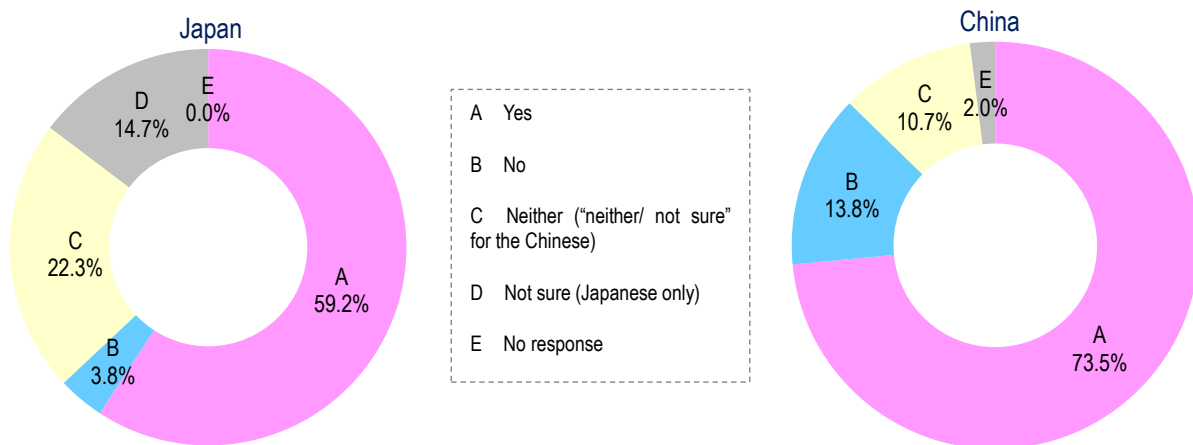 Japan
E
0.0%
D
14.7%
C
22.3%
A
59.2%
B
3.8%
A Yes
B No
C Neither (“neither/ not sure”
for the Chinese)
D Not sure (Japanese only)
E No response
China
E
2.0%
C
10.7%
B
13.8%
A
73.5%